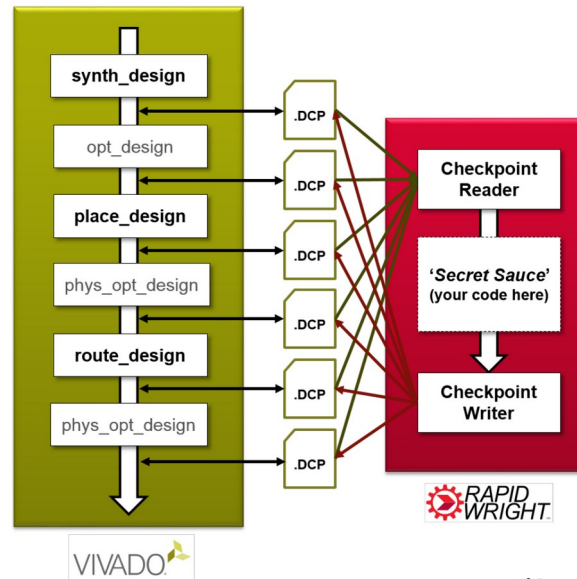 synth_design
.DCP
opt_design
.DCP
place_design
.DCP
phys_opt_design
.DCP
route_design
.DCP
phys_opt_design
.DCP
Checkpoint
Reader
‘Secret Sauce’
(your code here)
Checkpoint
Writer
VIVADO
RAPID
WRIGHT